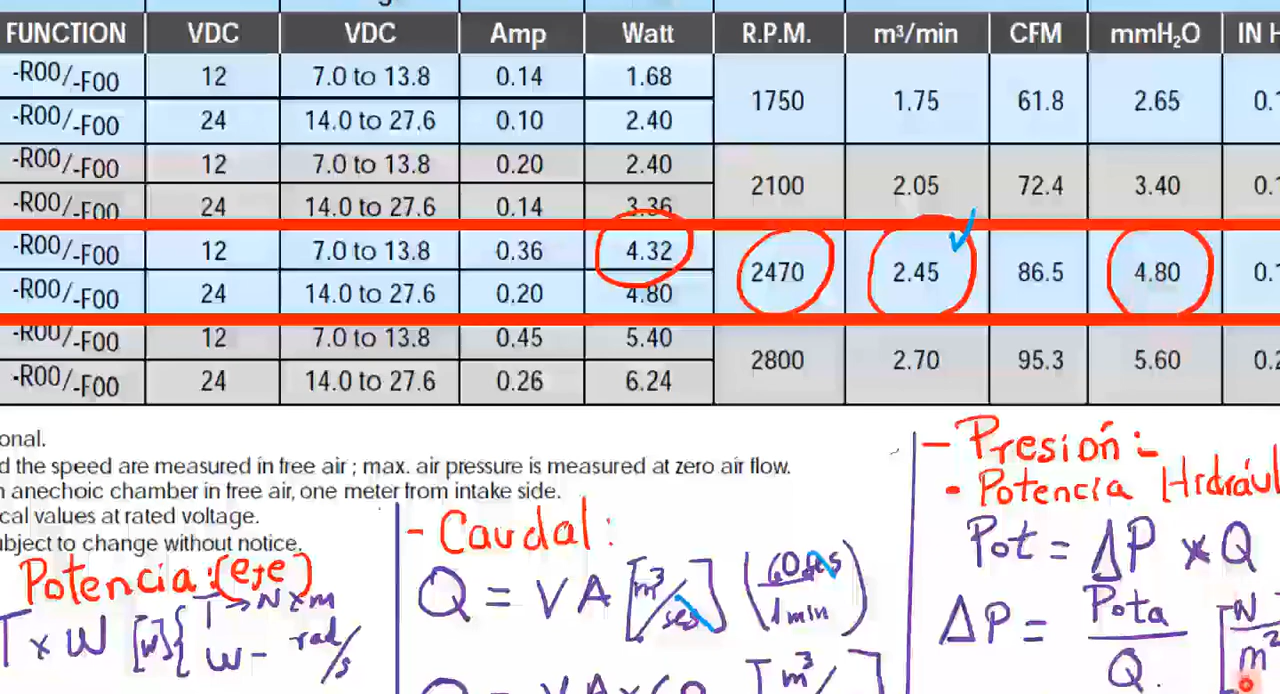 FUNCTION VDC VDC Amp Watt R.P.M. m³/min CFM mmH₂O IN H
-R00/-F00 12 7.0 to 13.8 0.14 1.68 1750 1.75 61.8 2.65
-R00/-F00 24 14.0 to 27.6 0.10 2.40
-R00/-F00 12 7.0 to 13.8 0.20 2.40 2100 2.05 72.4 3.40
-R00/-F00 24 14.0 to 27.6 0.14 3.36
-R00/-F00 12 7.0 to 13.8 0.36 4.32 2470 2.45 86.5 4.80
-R00/-F00 24 14.0 to 27.6 0.20 4.80
-R00/-F00 12 7.0 to 13.8 0.45 5.40 2800 2.70 95.3 5.60
-R00/-F00 24 14.0 to 27.6 0.26 6.24
onal.
d the speed are measured in free air ; max. air pressure is measured at zero air flow.
n anechoic chamber in free air, one meter from intake side.
cal values at rated voltage.
ubject to change without notice.
Potencia: (eje)
T → N x m
T x W [w] { W - rad/s
- Caudal:
Q = V A [m³/seg] (60 seg / 1 min)
- Presión:-
• Potencia Hidrául
Pot = ΔP x Q
ΔP = Pota / Q